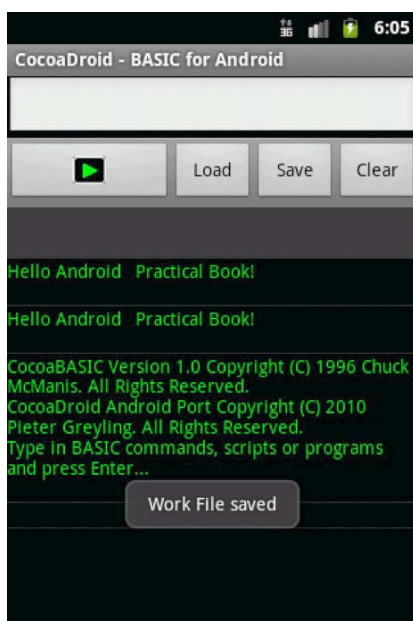 3G 6:05
CocoaDroid - BASIC for Android
Load Save Clear
Hello Android   Practical Book!
Hello Android   Practical Book!
CocoaBASIC Version 1.0 Copyright (C) 1996 Chuck
McManis. All Rights Reserved.
CocoaDroid Android Port Copyright (C) 2010
Pieter Greyling. All Rights Reserved.
Type in BASIC commands, scripts or programs
and press Enter...
Work File saved